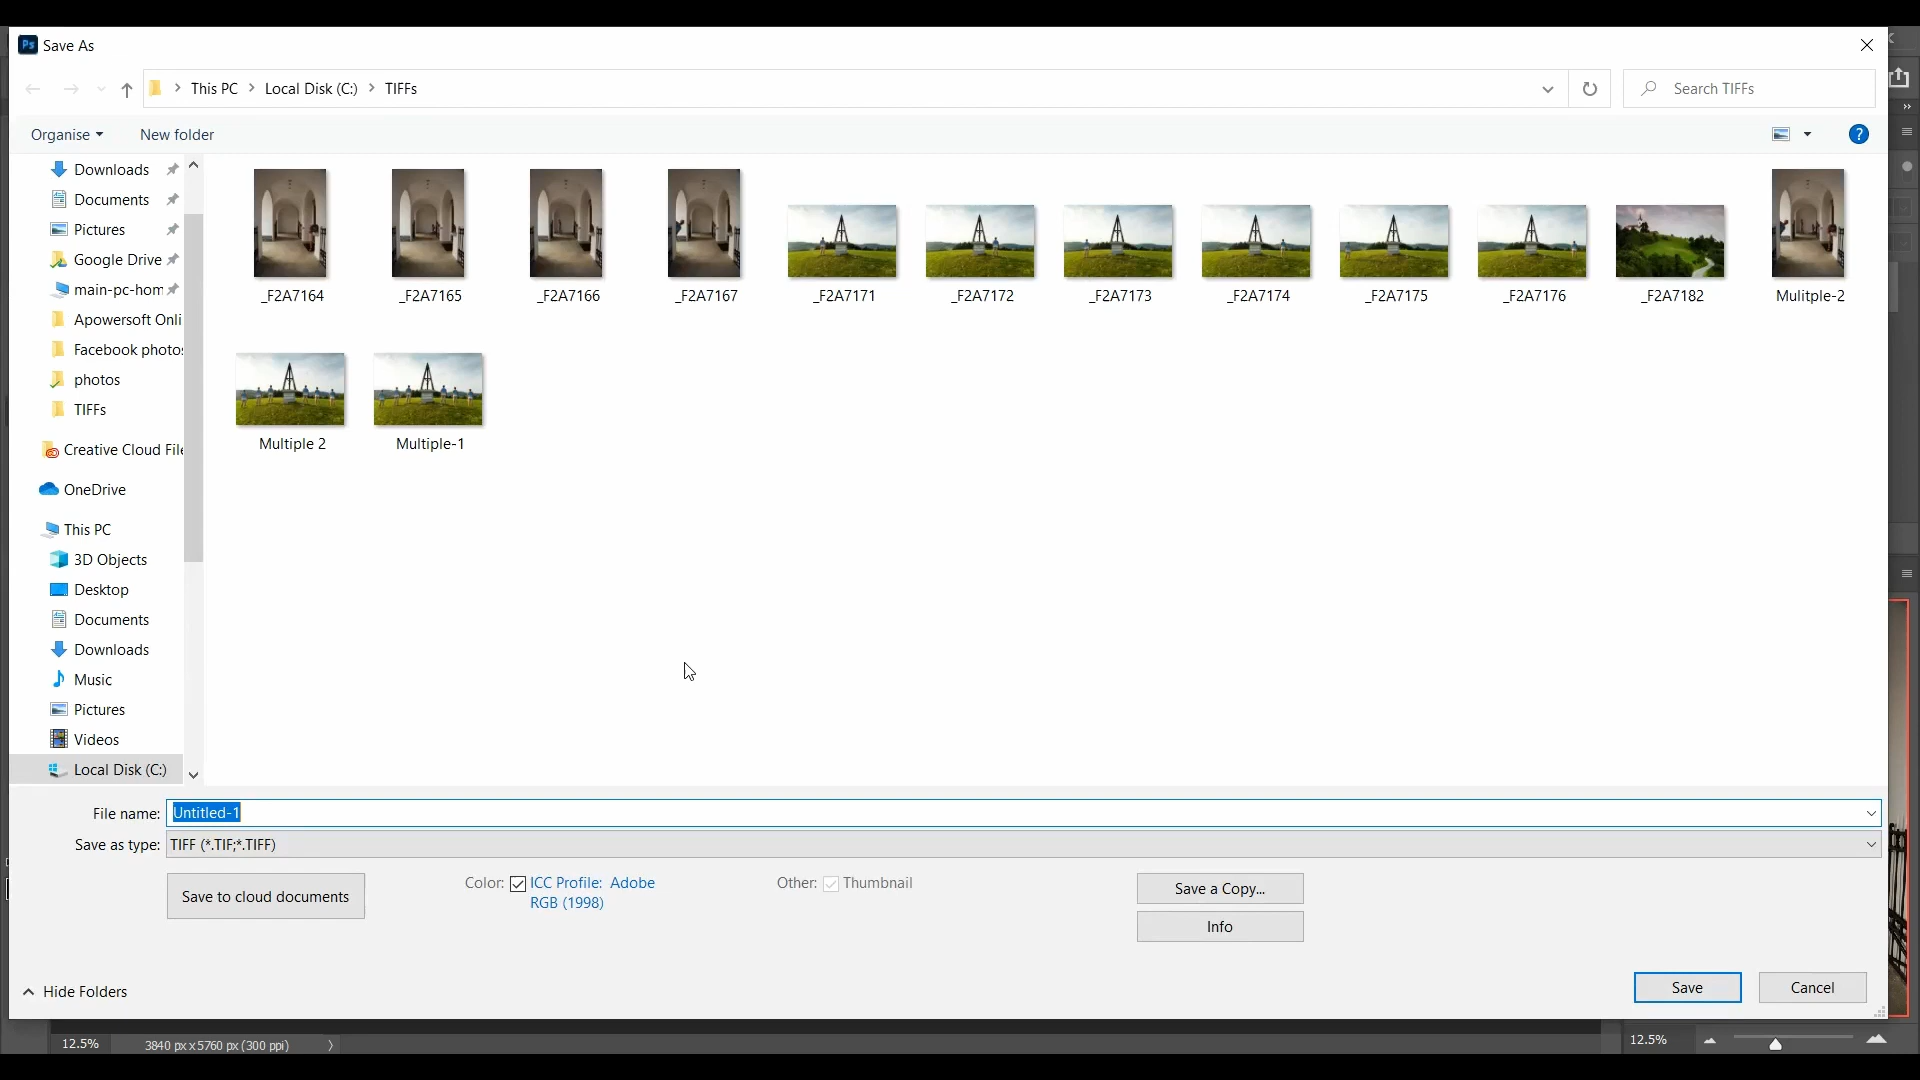 Ps Save As
This PC > Local Disk (C:) > TIFFs
Search TIFFs
Organise
New folder
?
Downloads
Documents
Pictures
Google Drive
main-pc-hom
Apowersoft Onli
Facebook photos
photos
TIFFs
Creative Cloud File
OneDrive
This PC
3D Objects
Desktop
Documents
Downloads
Music
Pictures
Videos
Local Disk (C:)
_F2A7164
_F2A7165
_F2A7166
_F2A7167
_F2A7171
_F2A7172
_F2A7173
_F2A7174
_F2A7175
_F2A7176
_F2A7182
Mulitple-2
Multiple 2
Multiple-1
File name: Untitled-1
Save as type: TIFF (*.TIF;*.TIFF)
Save to cloud documents
Color: ICC Profile: Adobe
RGB (1998)
Other: Thumbnail
Save a Copy...
Info
Hide Folders
Save
Cancel
12.5%
3840 px x 5760 px (300 ppi)
12.5%